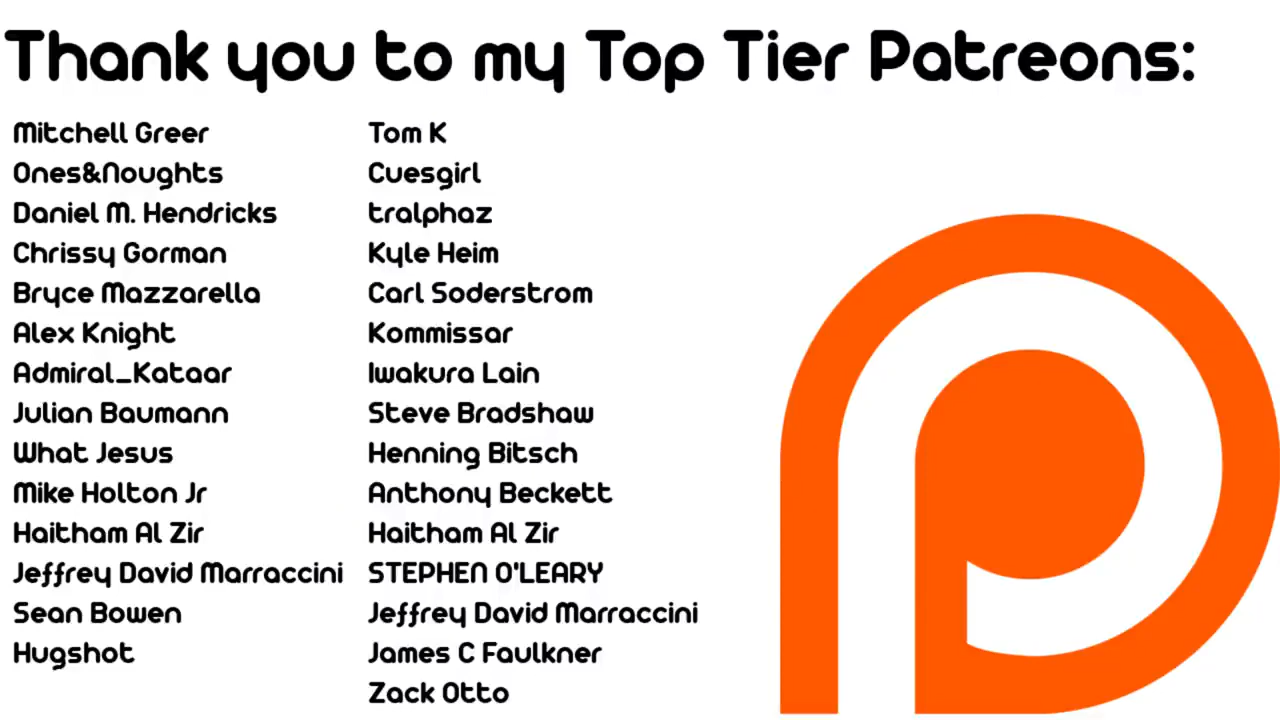 Thank you to my Top Tier Patreons:
Mitchell Greer
Ones&Noughts
Daniel M. Hendricks
Chrissy Gorman
Bryce Mazzarella
Alex Knight
Admiral_Kataar
Julian Baumann
What Jesus
Mike Holton Jr
Haitham Al Zir
Jeffrey David Marraccini
Sean Bowen
Hugshot
Tom K
Cuesgirl
tralphaz
Kyle Heim
Carl Soderstrom
Kommissar
Iwakura Lain
Steve Bradshaw
Henning Bitsch
Anthony Beckett
Haitham Al Zir
STEPHEN O'LEARY
Jeffrey David Marraccini
James C Faulkner
Zack Otto